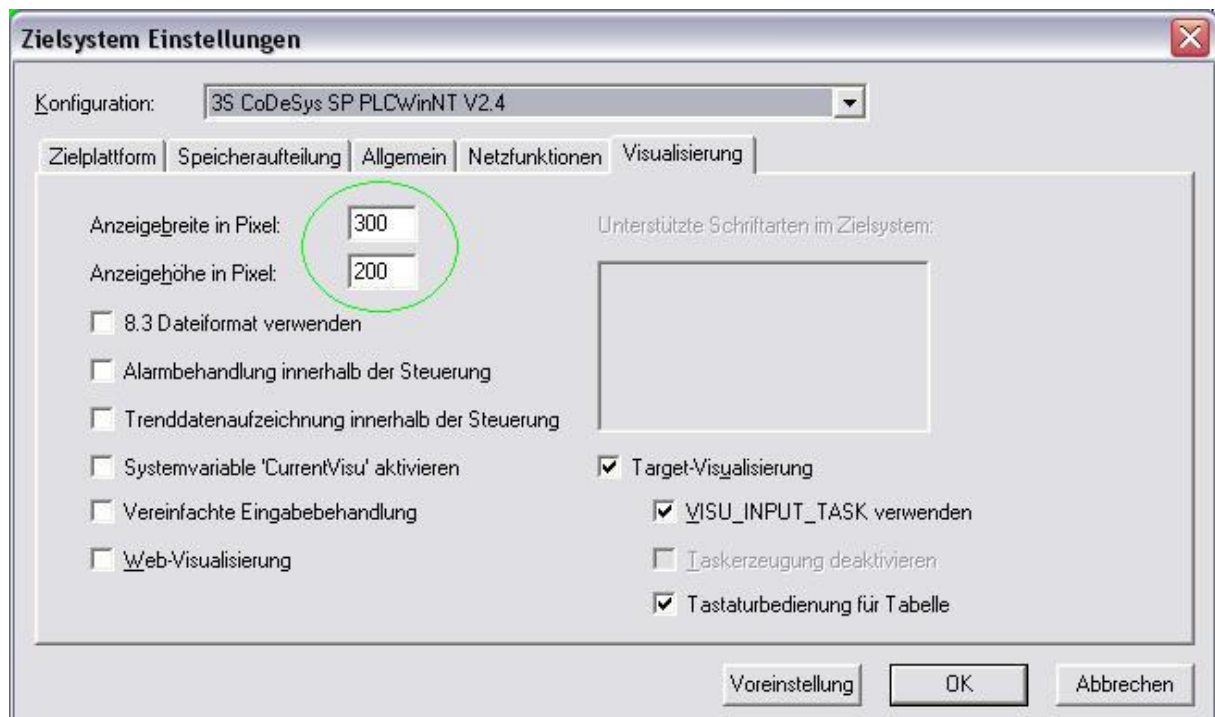 Zielsystem Einstellungen
Konfiguration: 3S CoDeSys SP PLCWinNT V2.4
Zielplattform Speicheraufteilung Allgemein Netzfunktionen Visualisierung
Anzeigebreite in Pixel: 300
Anzeigehöhe in Pixel: 200
8.3 Dateiformat verwenden
Alarmbehandlung innerhalb der Steuerung
Trenddatenaufzeichnung innerhalb der Steuerung
Systemvariable 'CurrentVisu' aktivieren
Vereinfachte Eingabebehandlung
Web-Visualisierung
Unterstützte Schriftarten im Zielsystem:
Target-Visualisierung
VISU_INPUT_TASK verwenden
Taskerzeugung deaktivieren
Tastaturbedienung für Tabelle
Voreinstellung OK Abbrechen